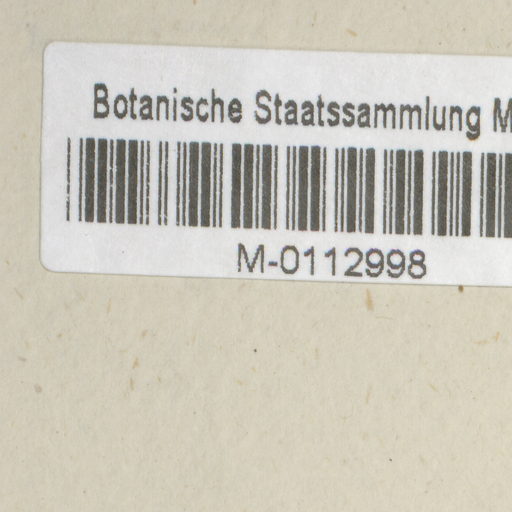 Botanische Staatssammlung M
M-0112998